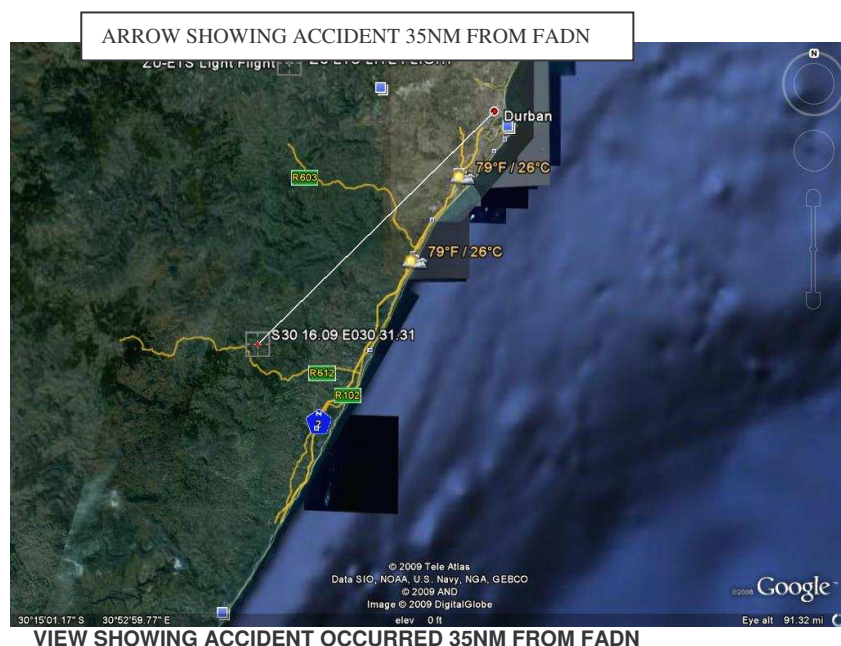 ARROW SHOWING ACCIDENT 35NM FROM FADN
ZU-ETS Light Flight
Durban
79°F / 26°C
R603
79°F / 26°C
S30 16.09 E030 31.31
R612
R102
N
2
© 2009 Tele Atlas
Data SIO, NOAA, U.S. Navy, NGA, GEBCO
© 2009 AND
Image © 2009 DigitalGlobe
©2008 Google
30°15'01.17" S 30°52'59.77" E elev 0 ft Eye alt 91.32 mi
VIEW SHOWING ACCIDENT OCCURRED 35NM FROM FADN